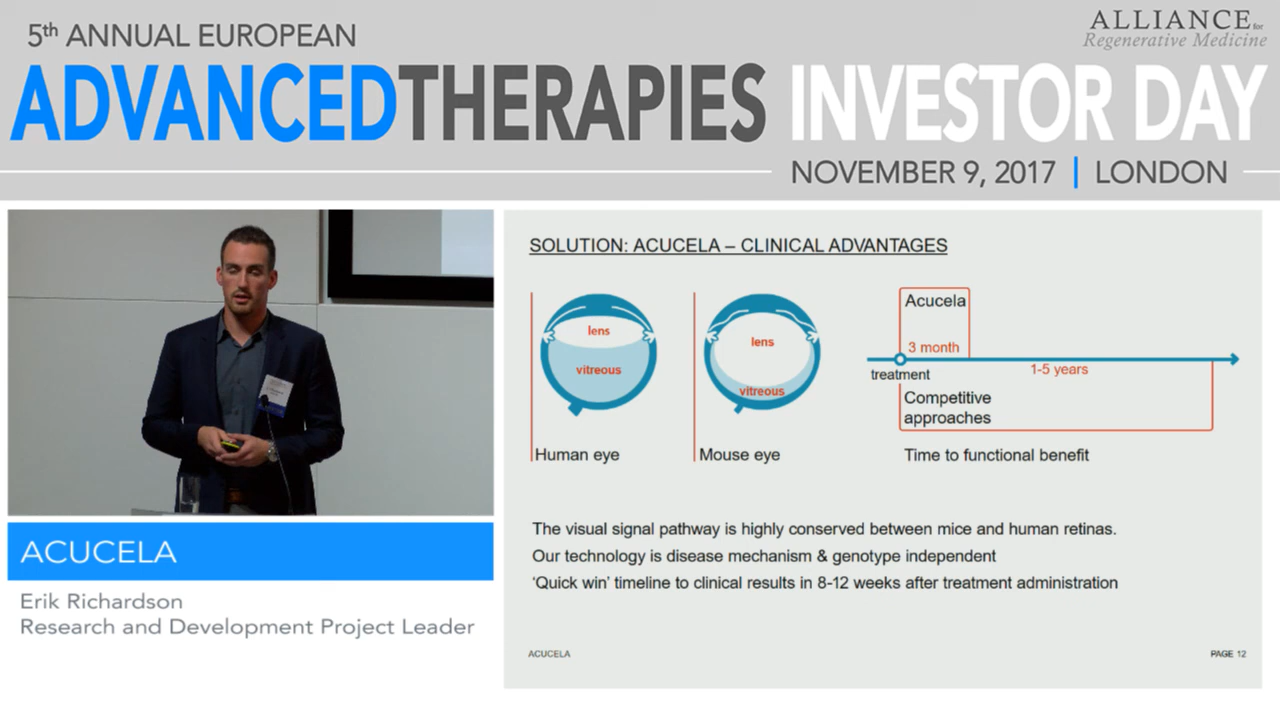 5th ANNUAL EUROPEAN
ADVANCEDTHERAPIES INVESTOR DAY
NOVEMBER 9, 2017 | LONDON
ALLIANCE for
Regenerative Medicine
ACUCELA
Erik Richardson
Research and Development Project Leader
SOLUTION: ACUCELA – CLINICAL ADVANTAGES
lens
vitreous
Human eye
lens
vitreous
Mouse eye
Acucela
3 month
treatment
1-5 years
Competitive
approaches
Time to functional benefit
The visual signal pathway is highly conserved between mice and human retinas.
Our technology is disease mechanism & genotype independent
‘Quick win’ timeline to clinical results in 8-12 weeks after treatment administration
ACUCELA
PAGE 12